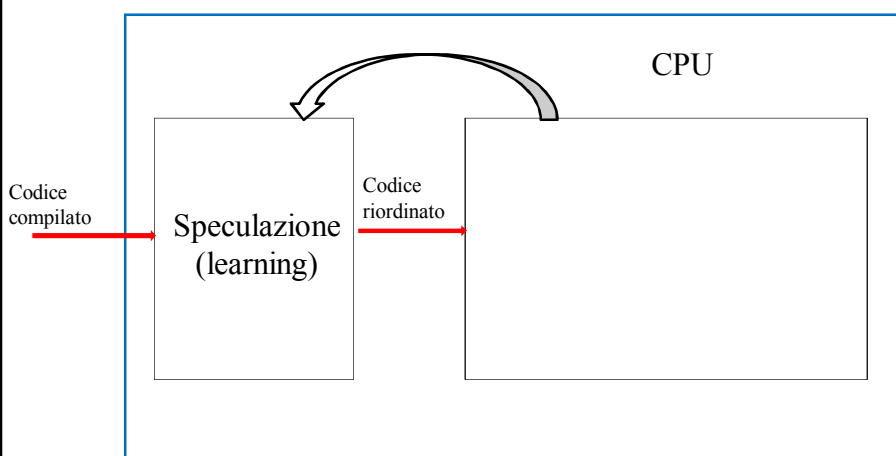 CPU
Codice
compilato
Speculazione
(learning)
Codice
riordinato